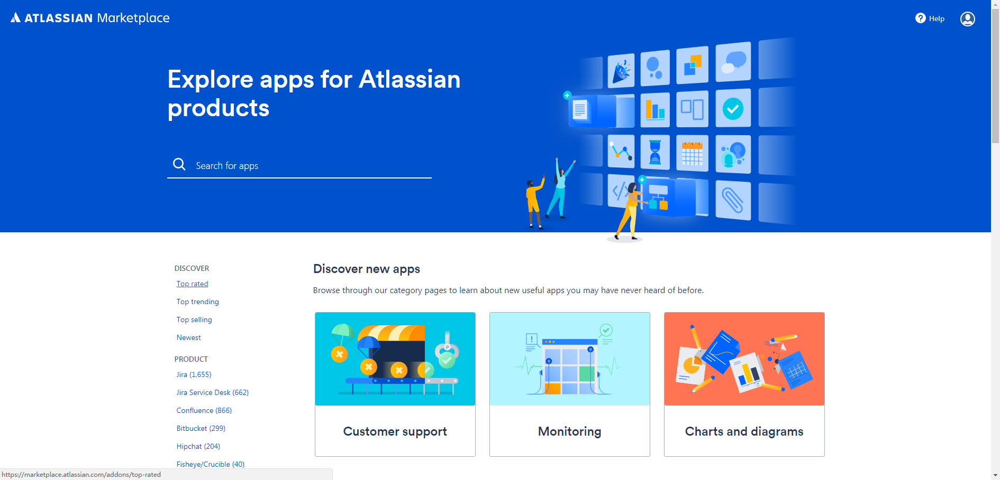 ATLASSIAN Marketplace
Help
Explore apps for Atlassian
products
Search for apps
DISCOVER
Top rated
Top trending
Top selling
Newest
PRODUCT
Jira (1,655)
Jira Service Desk (662)
Confluence (866)
Bitbucket (299)
Hipchat (204)
Fisheye/Crucible (40)
Discover new apps
Browse through our category pages to learn about new useful apps you may have never heard of before.
Customer support
Monitoring
Charts and diagrams
https://marketplace.atlassian.com/addons/top-rated